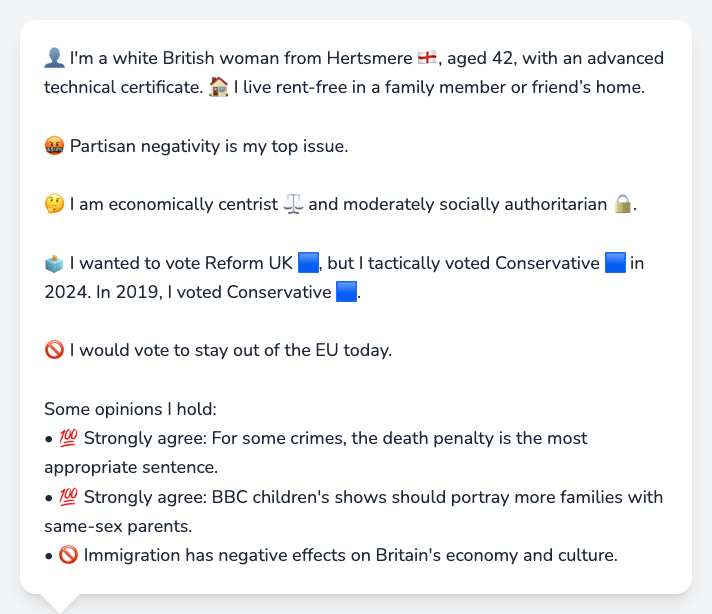 👤 I'm a white British woman from Hertsmere 🏴󠁧󠁢󠁥󠁮󠁧󠁿, aged 42, with an advanced
technical certificate. 🏠 I live rent-free in a family member or friend’s home.
🤬 Partisan negativity is my top issue.
🤔 I am economically centrist ⚖️ and moderately socially authoritarian 🔒.
🗳️ I wanted to vote Reform UK 🟦, but I tactically voted Conservative 🟦 in
2024. In 2019, I voted Conservative 🟦.
🚫 I would vote to stay out of the EU today.
Some opinions I hold:
• 💯 Strongly agree: For some crimes, the death penalty is the most
appropriate sentence.
• 💯 Strongly agree: BBC children's shows should portray more families with
same-sex parents.
• 🚫 Immigration has negative effects on Britain's economy and culture.